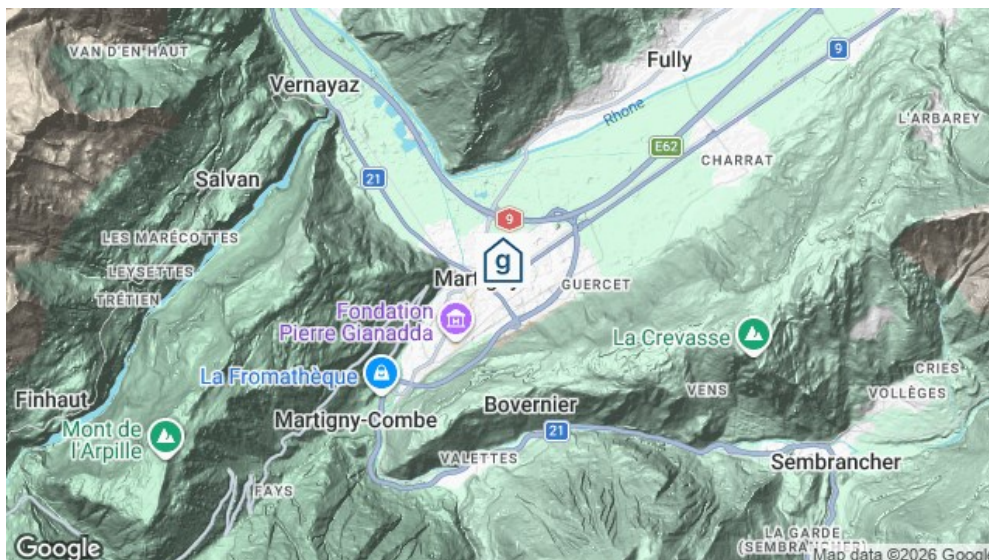 VAN D'EN HAUT
Fully
9
Vernayaz
Rhone
L'ARBAREY
E62
CHARRAT
Salvan
21
9
LES MARÉCOTTES
g
LEYSETTES
GUERCET
TRÉTIEN
Fondation
Pierre Gianadda
La Crevasse
La Fromathèque
CRIES
VENS
VOLLÈGES
Finhaut
Bovernier
Martigny-Combe
Mont de
l'Arpille
21
VALETTES
Sembrancher
FAYS
LA GARDE
Google
Map data ©2026 Google